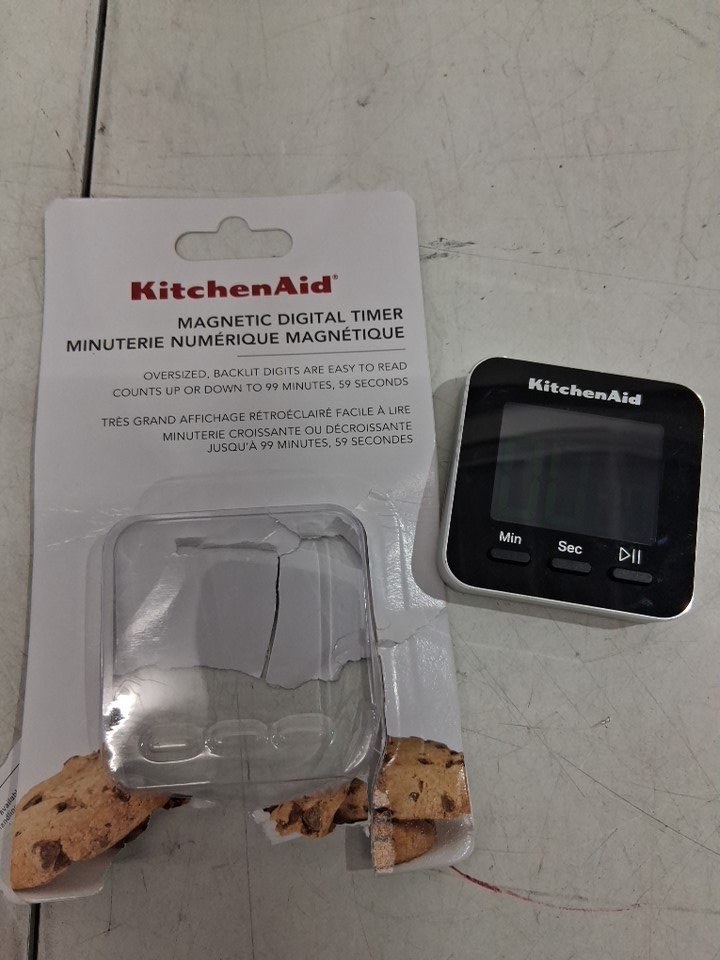 KitchenAid®
MAGNETIC DIGITAL TIMER
MINUTERIE NUMÉRIQUE MAGNÉTIQUE
OVERSIZED, BACKLIT DIGITS ARE EASY TO READ
COUNTS UP OR DOWN TO 99 MINUTES, 59 SECONDS
TRÈS GRAND AFFICHAGE RÉTROÉCLAIRÉ FACILE À LIRE
MINUTERIE CROISSANTE OU DÉCROISSANTE
JUSQU'À 99 MINUTES, 59 SECONDES
KitchenAid
Min Sec